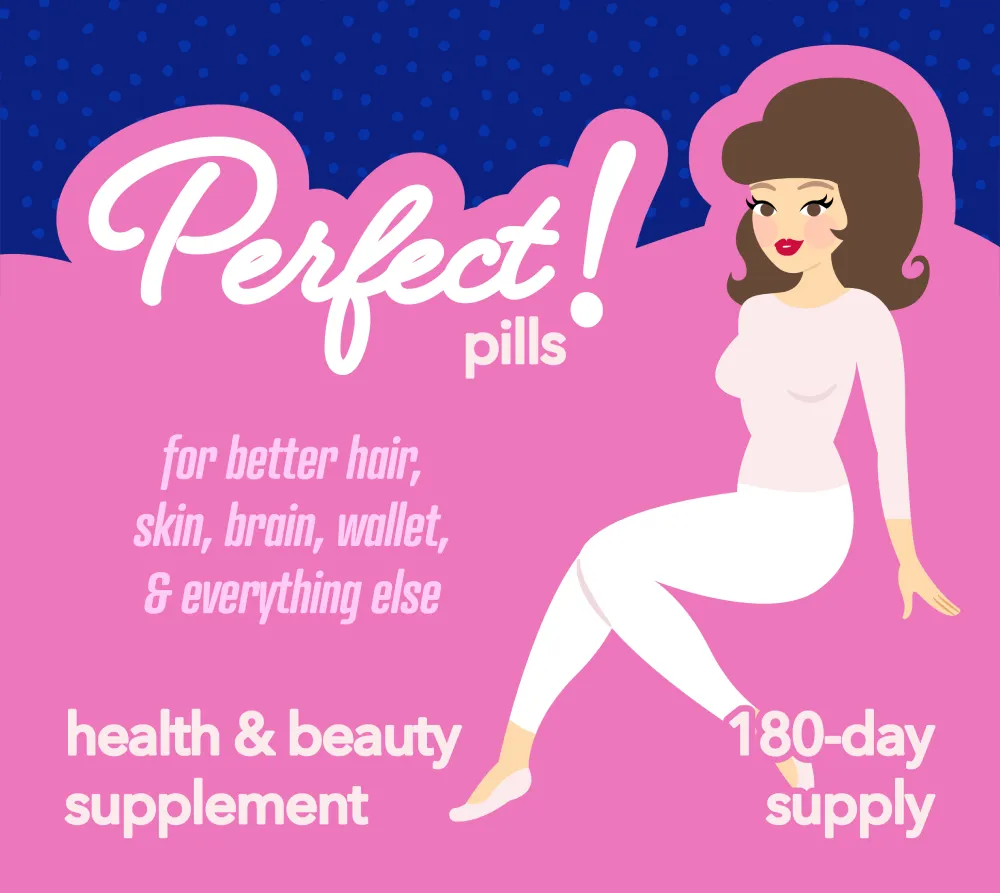 Perfect!
pills
for better hair,
skin, brain, wallet,
& everything else
health & beauty
supplement
180-day
supply